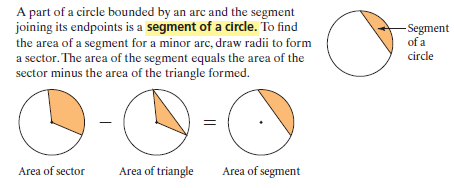 A part of a circle bounded by an arc and the segment
joining its endpoints is a segment of a circle. To find
the area of a segment for a minor arc, draw radii to form
a sector. The area of the segment equals the area of the
sector minus the area of the triangle formed.
Segment
of a
circle
− =
Area of sector Area of triangle Area of segment